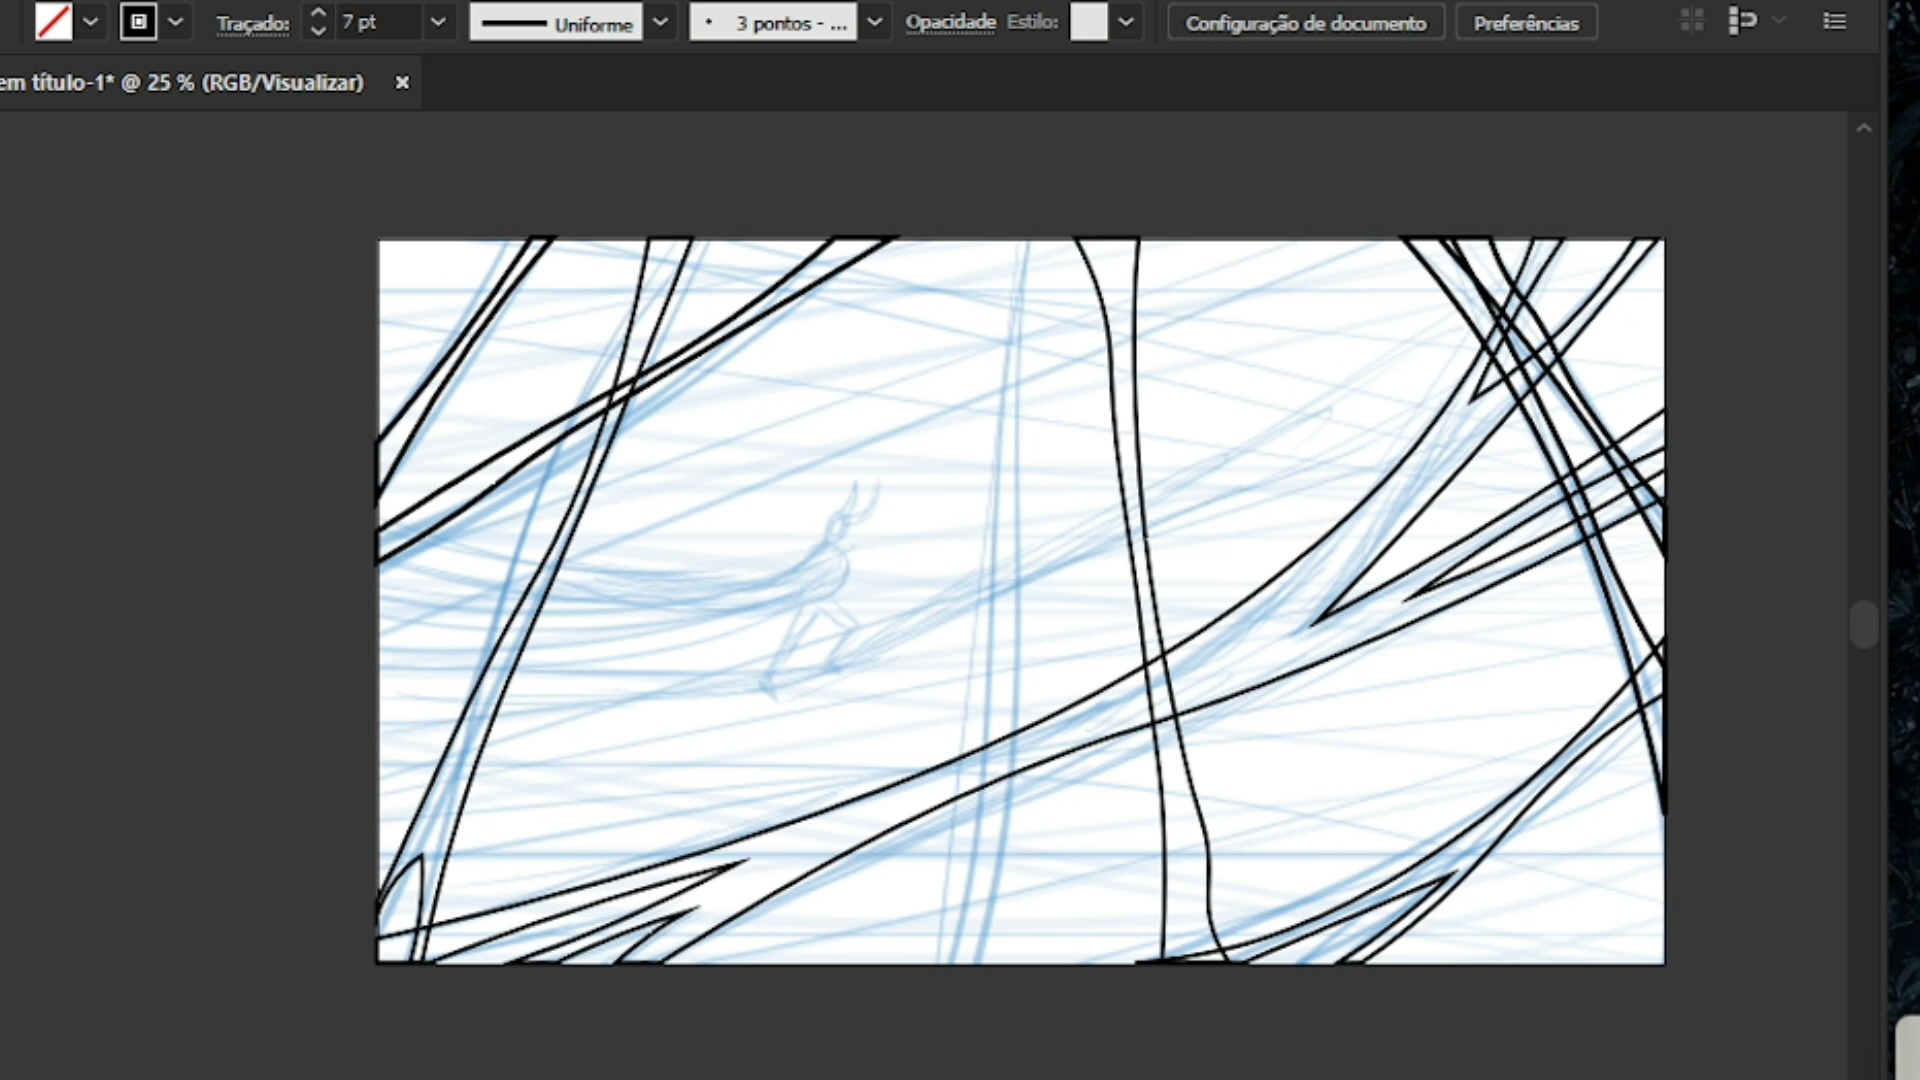 Traçado: 7 pt Uniforme 3 pontos - ... Opacidade Estilo: Configuração de documento Preferências
em título-1* @ 25 % (RGB/Visualizar)